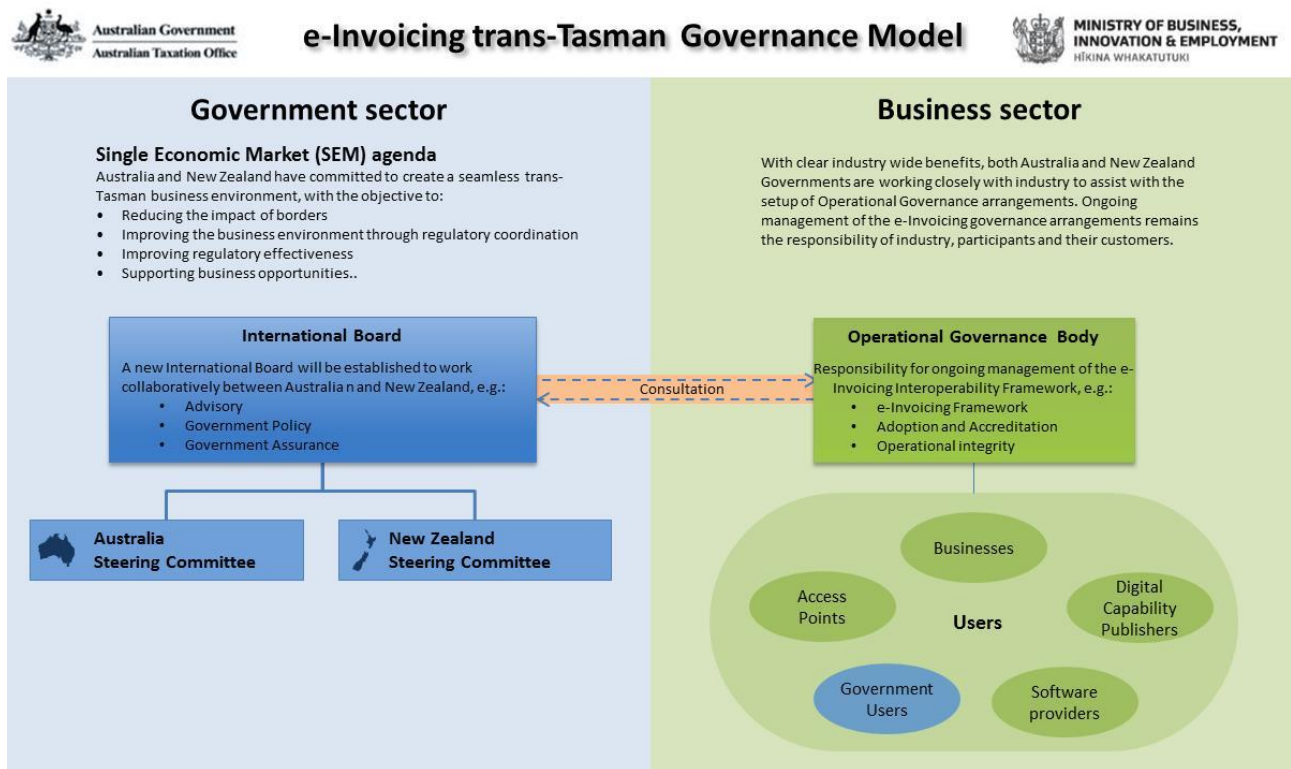 Australian Government
Australian Taxation Office
e-Invoicing trans-Tasman Governance Model
MINISTRY OF BUSINESS,
INNOVATION & EMPLOYMENT
HĪKINA WHAKATUTUKI
Government sector
Single Economic Market (SEM) agenda
Australia and New Zealand have committed to create a seamless trans-
Tasman business environment, with the objective to:
• Reducing the impact of borders
• Improving the business environment through regulatory coordination
• Improving regulatory effectiveness
• Supporting business opportunities..
International Board
A new International Board will be established to work
collaboratively between Australia n and New Zealand, e.g.:
• Advisory
• Government Policy
• Government Assurance
Australia
Steering Committee
New Zealand
Steering Committee
Consultation
Business sector
With clear industry wide benefits, both Australia and New Zealand
Governments are working closely with industry to assist with the
setup of Operational Governance arrangements. Ongoing
management of the e-Invoicing governance arrangements remains
the responsibility of industry, participants and their customers.
Operational Governance Body
Responsibility for ongoing management of the e-
Invoicing Interoperability Framework, e.g.:
• e-Invoicing Framework
• Adoption and Accreditation
• Operational integrity
Businesses
Access
Points
Users
Digital
Capability
Publishers
Government
Users
Software
providers